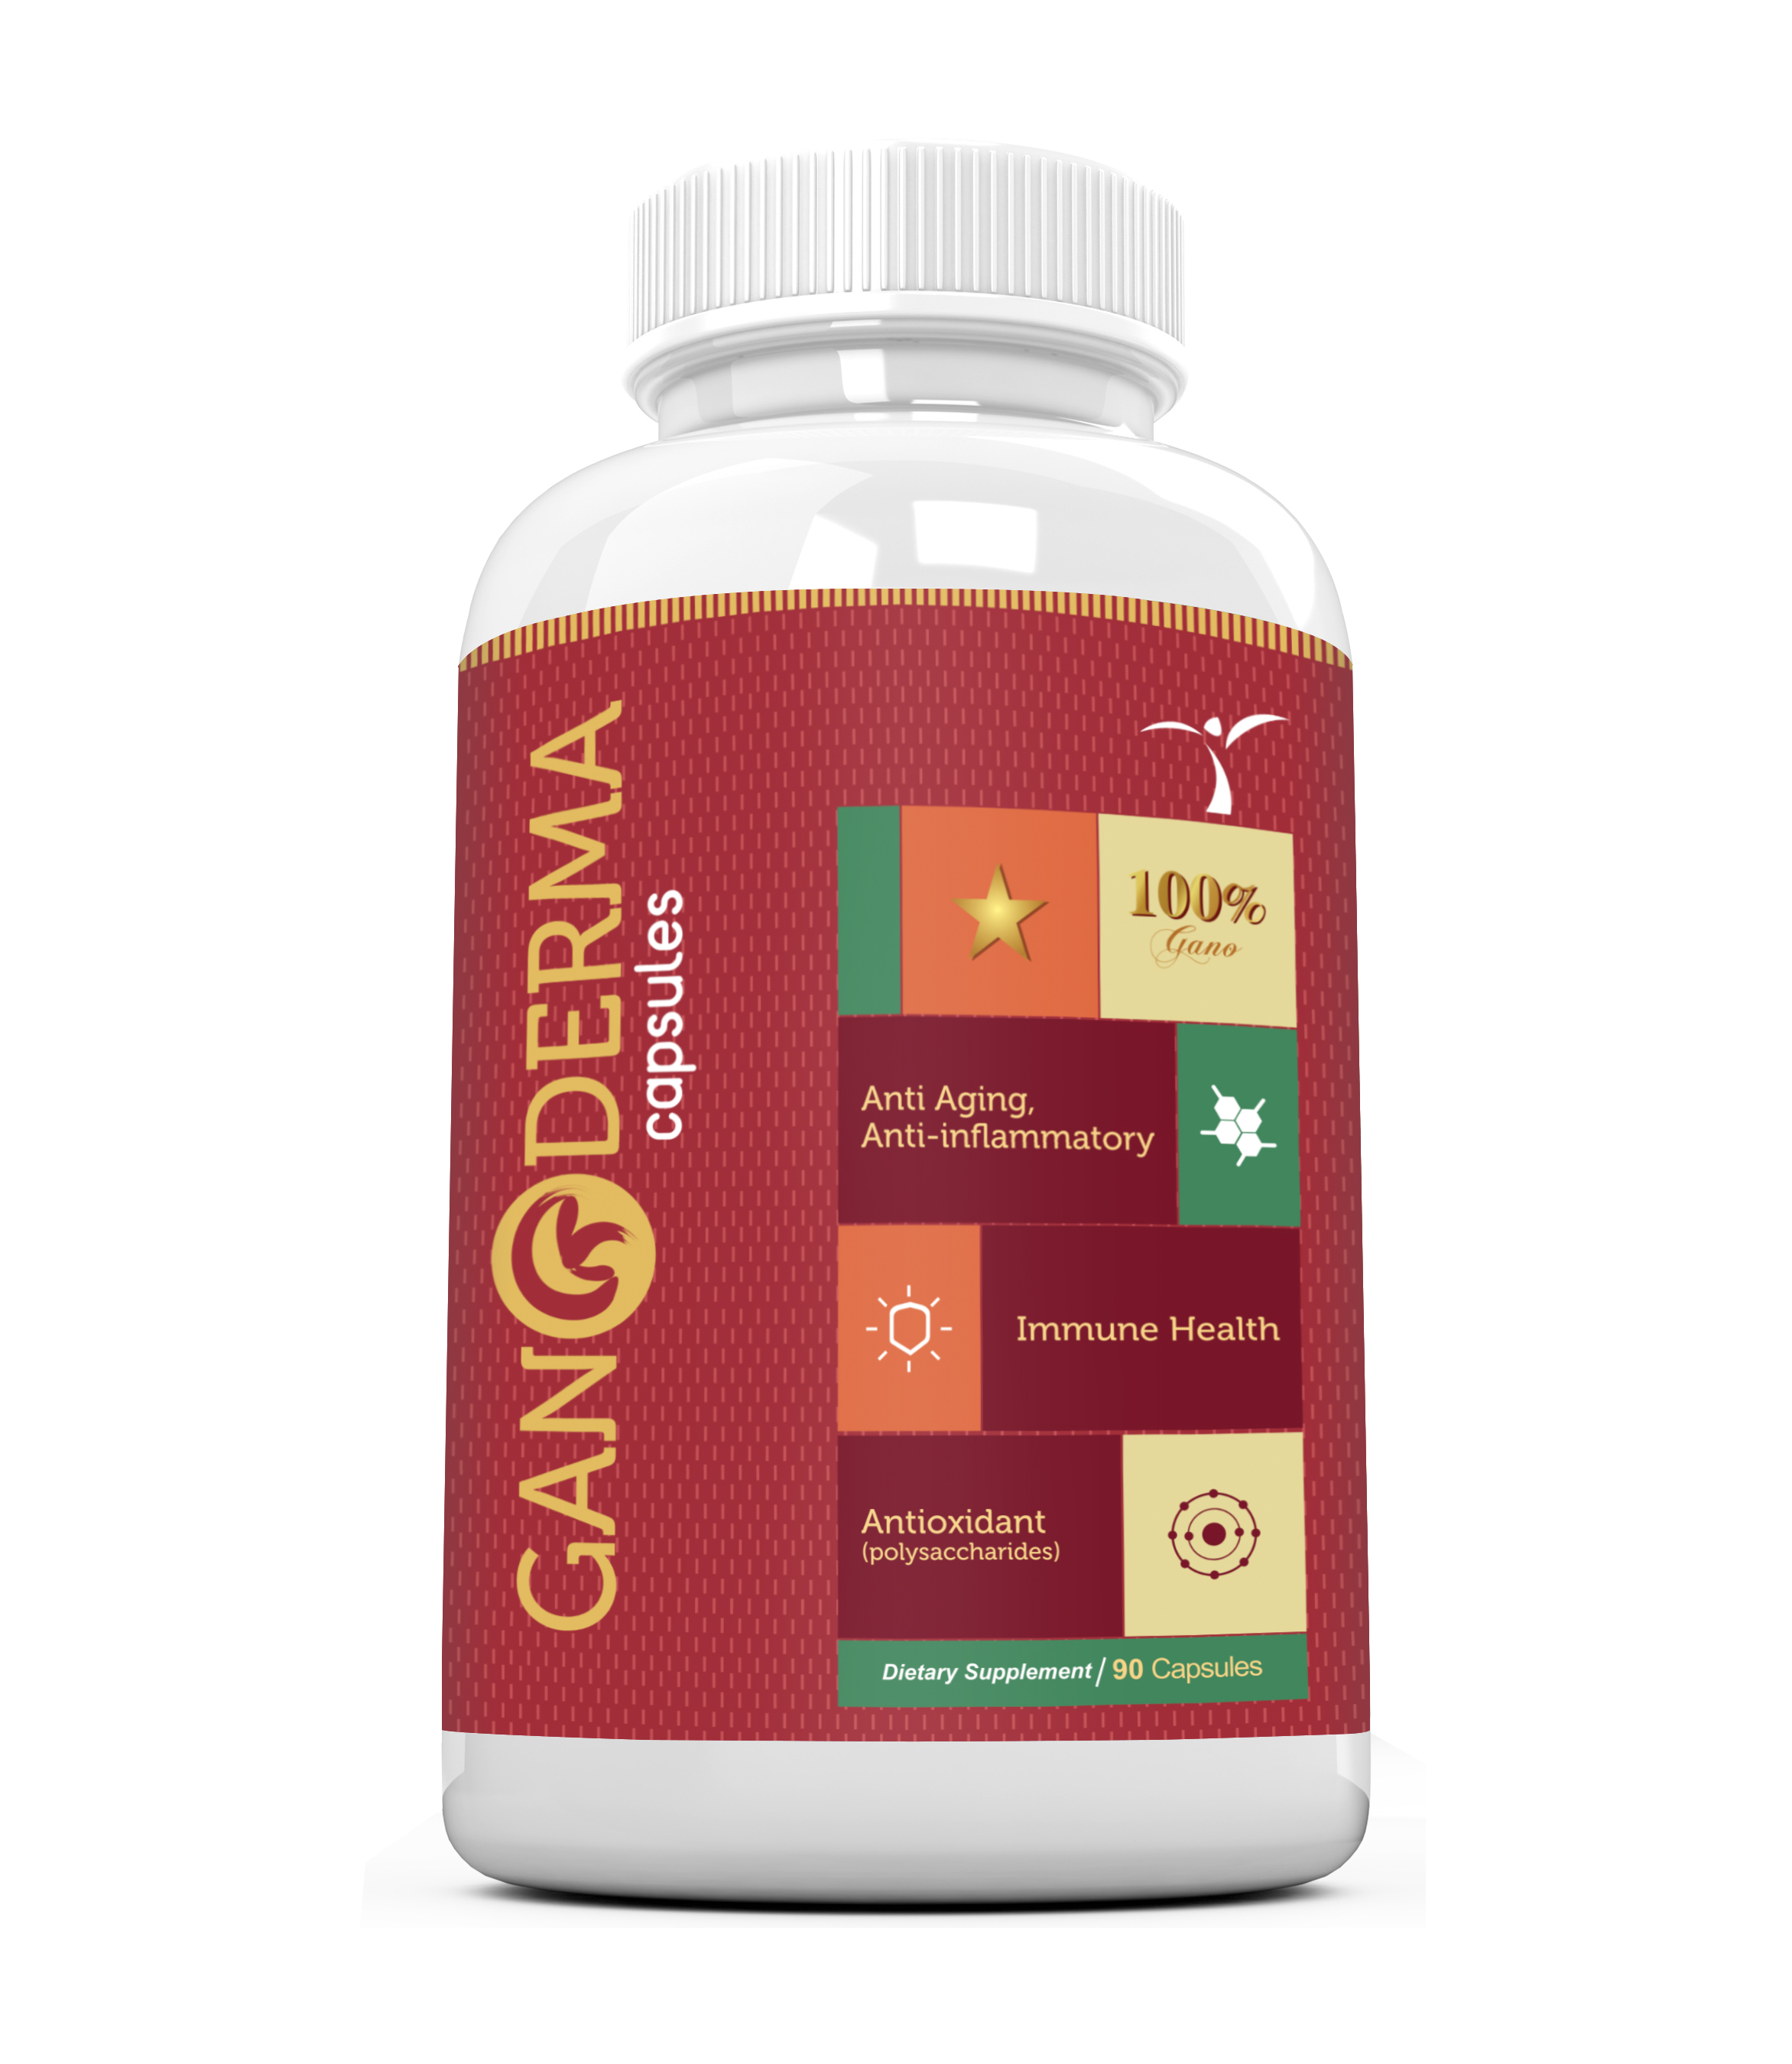 GANODERMA
capsules
100%
Gano
Anti Aging,
Anti-inflammatory
Immune Health
Antioxidant
(polysaccharides)
Dietary Supplement / 90 Capsules